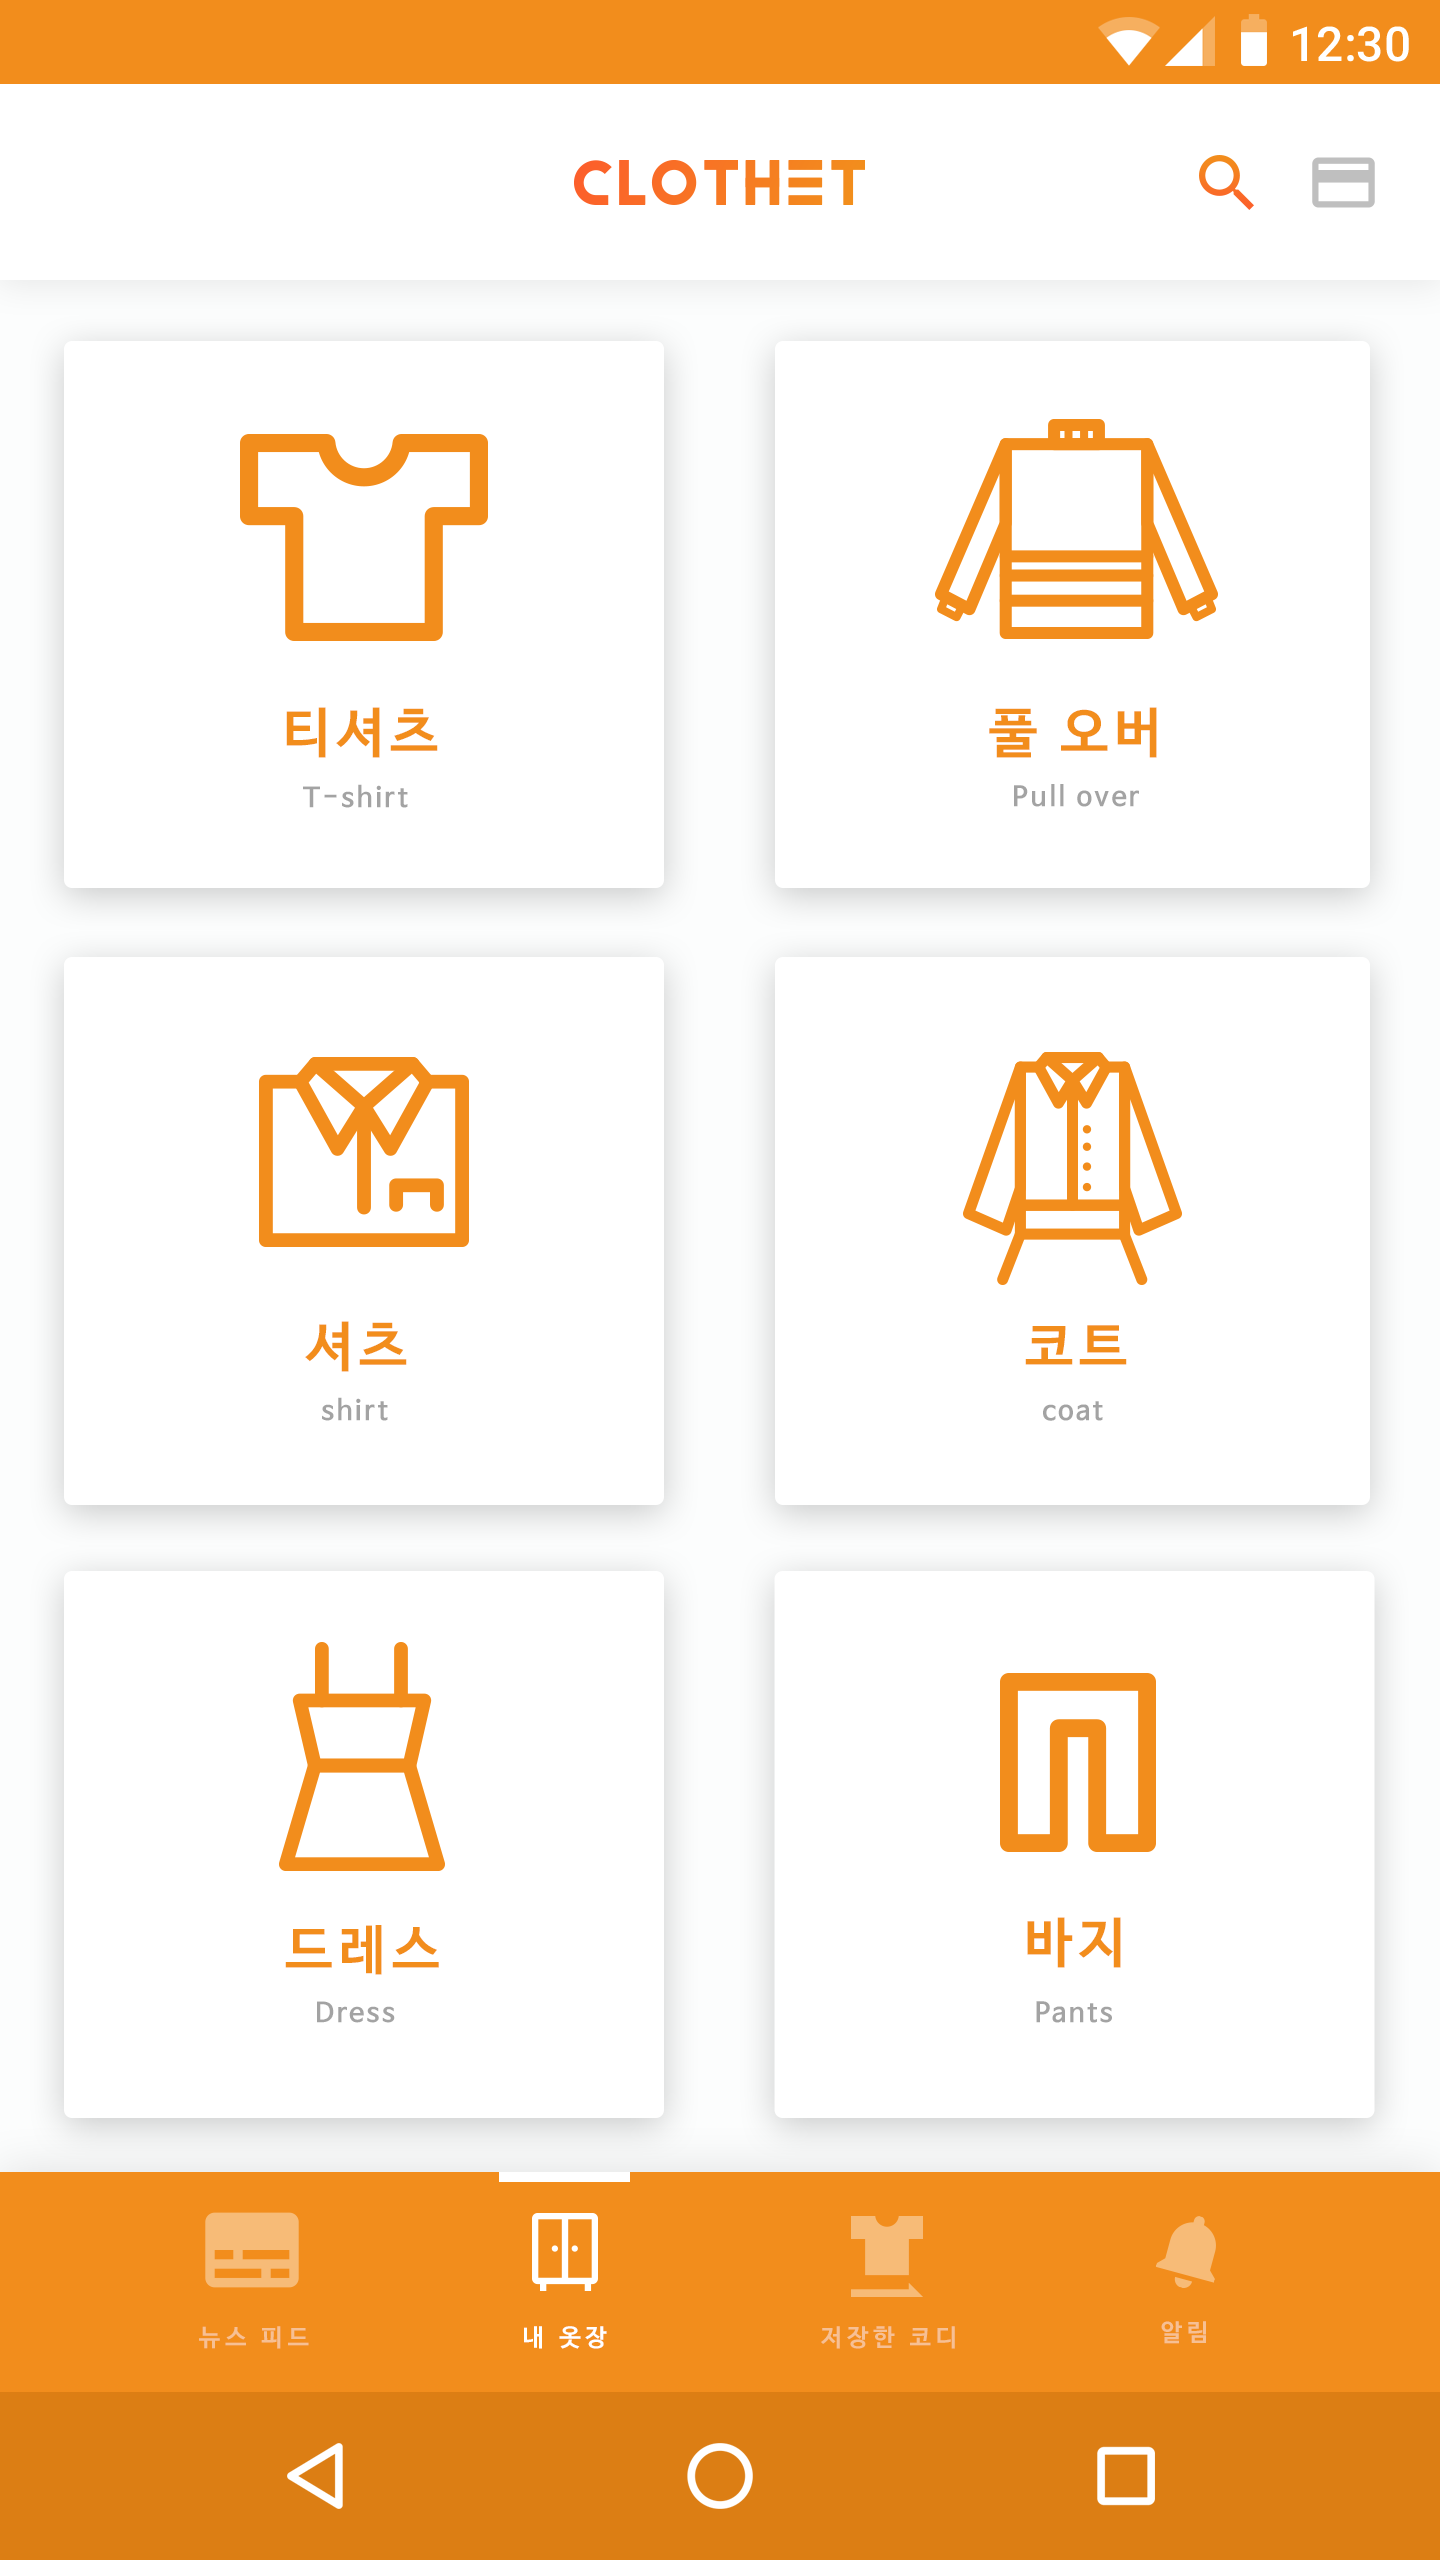 12:30
CLOTHET
티셔츠
T-shirt
풀 오버
Pull over
셔츠
shirt
코트
coat
드레스
Dress
바지
Pants
뉴스 피드
내 옷장
저장한 코디
알림